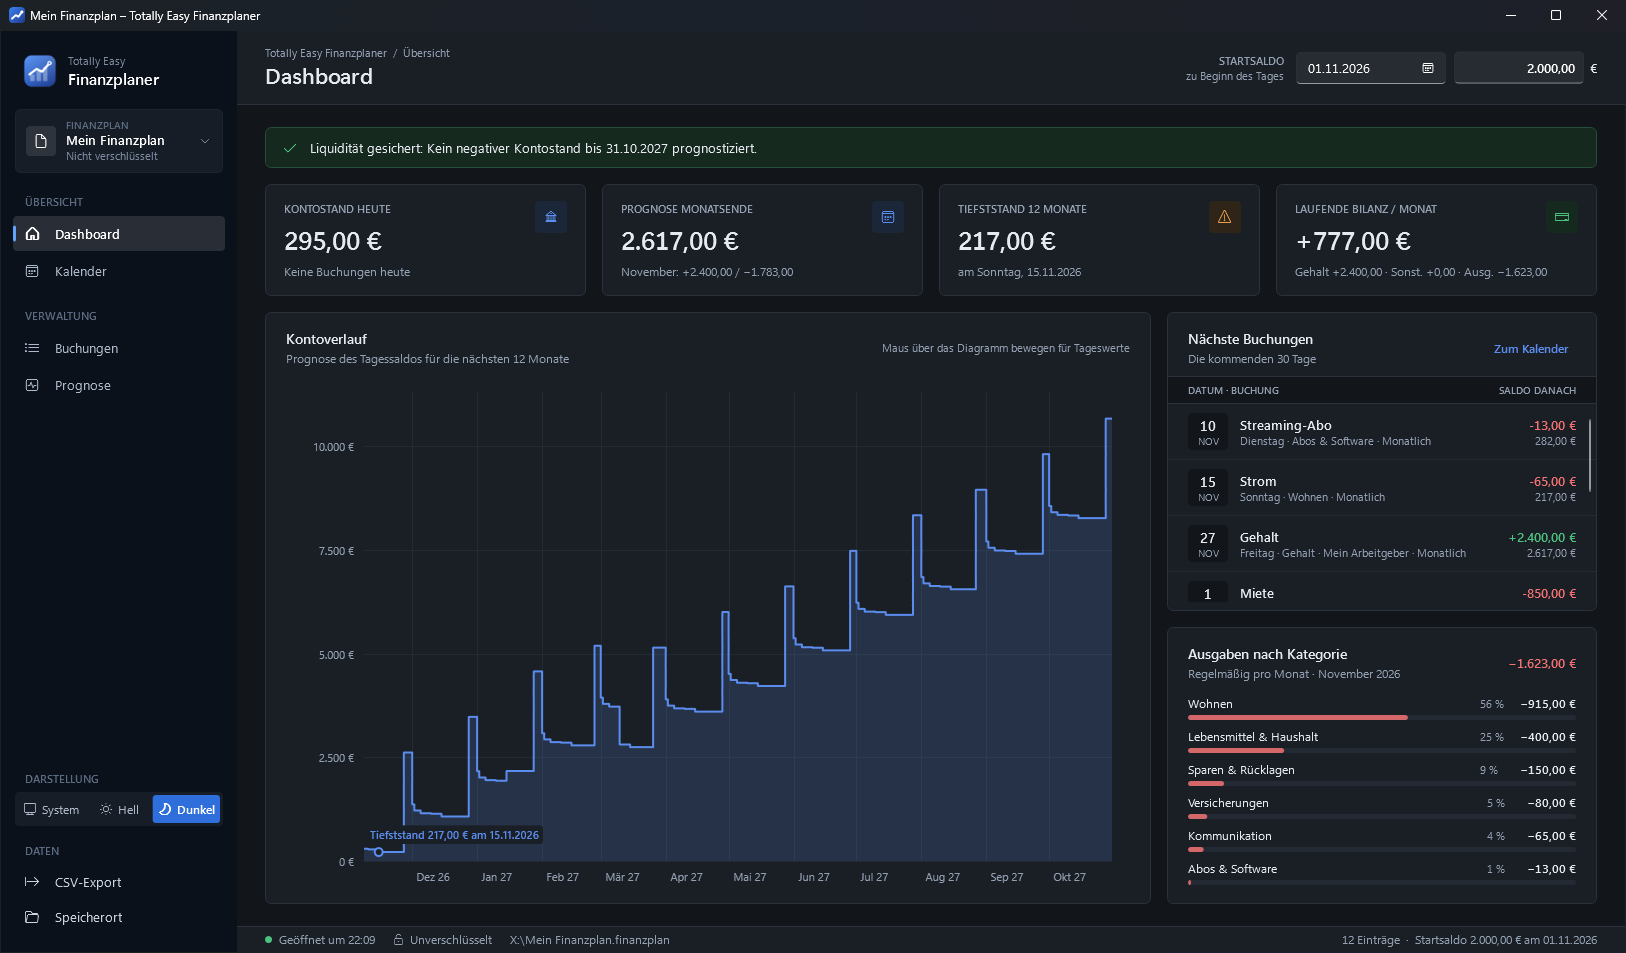 Mein Finanzplan – Totally Easy Finanzplaner
Totally Easy
Finanzplaner
FINANZPLAN
Mein Finanzplan
Nicht verschlüsselt
ÜBERSICHT
Dashboard
Kalender
VERWALTUNG
Buchungen
Prognose
DARSTELLUNG
System
Hell
Dunkel
DATEN
CSV-Export
Speicherort
Totally Easy Finanzplaner / Übersicht
Dashboard
STARTSALDO
zu Beginn des Tages
01.11.2026
2.000,00 €
Liquidität gesichert: Kein negativer Kontostand bis 31.10.2027 prognostiziert.
KONTOSTAND HEUTE
295,00 €
Keine Buchungen heute
PROGNOSE MONATSENDE
2.617,00 €
November: +2.400,00 / −1.783,00
TIEFSTSTAND 12 MONATE
217,00 €
am Sonntag, 15.11.2026
LAUFENDE BILANZ / MONAT
+777,00 €
Gehalt +2.400,00 · Sonst. +0,00 · Ausg. −1.623,00
Kontoverlauf
Prognose des Tagessaldos für die nächsten 12 Monate
Maus über das Diagramm bewegen für Tageswerte
10.000 €
7.500 €
5.000 €
2.500 €
0 €
Tiefststand 217,00 € am 15.11.2026
Dez 26 Jan 27 Feb 27 Mär 27 Apr 27 Mai 27 Jun 27 Jul 27 Aug 27 Sep 27 Okt 27
Nächste Buchungen
Die kommenden 30 Tage
Zum Kalender
DATUM · BUCHUNG SALDO DANACH
10 Streaming-Abo -13,00 €
NOV Dienstag · Abos & Software · Monatlich 282,00 €
15 Strom -65,00 €
NOV Sonntag · Wohnen · Monatlich 217,00 €
27 Gehalt +2.400,00 €
NOV Freitag · Gehalt · Mein Arbeitgeber · Monatlich 2.617,00 €
1 Miete -850,00 €
Ausgaben nach Kategorie
Regelmäßig pro Monat · November 2026
−1.623,00 €
Wohnen 56 % −915,00 €
Lebensmittel & Haushalt 25 % −400,00 €
Sparen & Rücklagen 9 % −150,00 €
Versicherungen 5 % −80,00 €
Kommunikation 4 % −65,00 €
Abos & Software 1 % −13,00 €
Geöffnet um 22:09 Unverschlüsselt X:\Mein Finanzplan.finanzplan
12 Einträge · Startsaldo 2.000,00 € am 01.11.2026